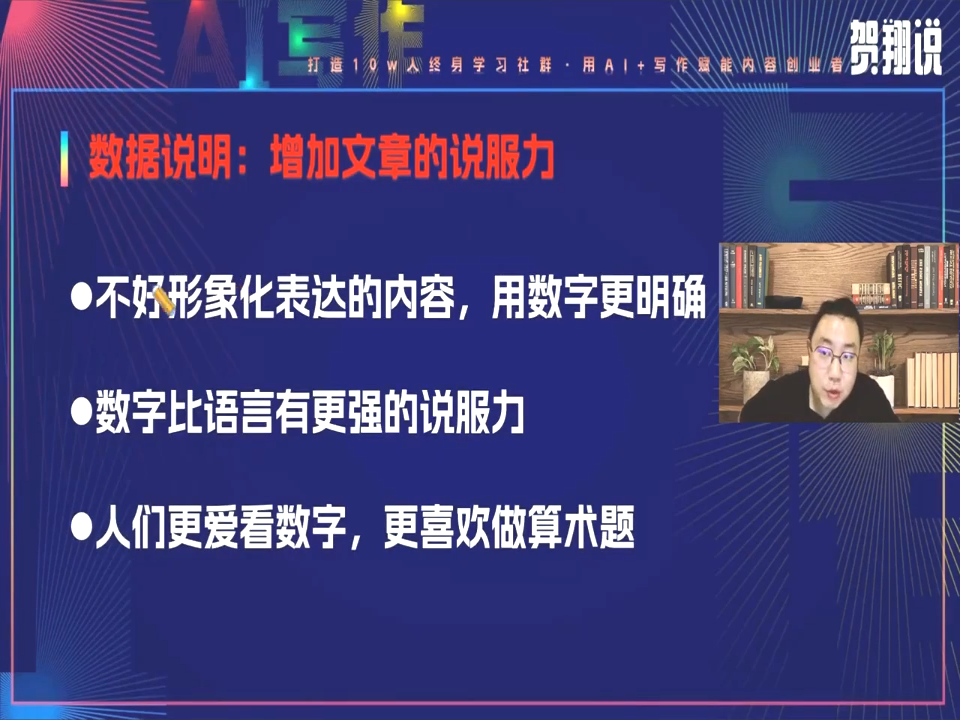 AI写作
打造10w人终身学习社群·用AI+写作赋能内容创业者
贺翔说
数据说明：增加文章的说服力
●不好形象化表达的内容，用数字更明确
●数字比语言有更强的说服力
●人们更爱看数字，更喜欢做算术题